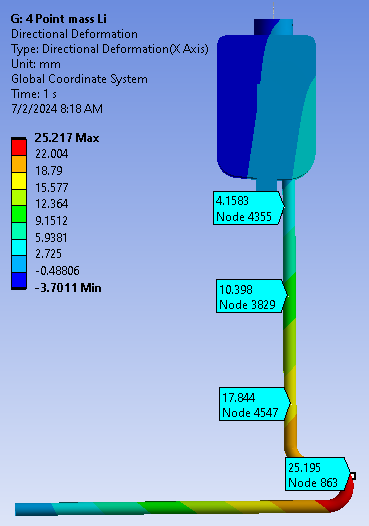 G: 4 Point mass Li
Directional Deformation
Type: Directional Deformation(X Axis)
Unit: mm
Global Coordinate System
Time: 1 s
7/2/2024 8:18 AM
25.217 Max
22.004
18.79
15.577
12.364
9.1512
5.9381
2.725
-0.48806
-3.7011 Min
4.1583
Node 4355
10.398
Node 3829
17.844
Node 4547
25.195
Node 863